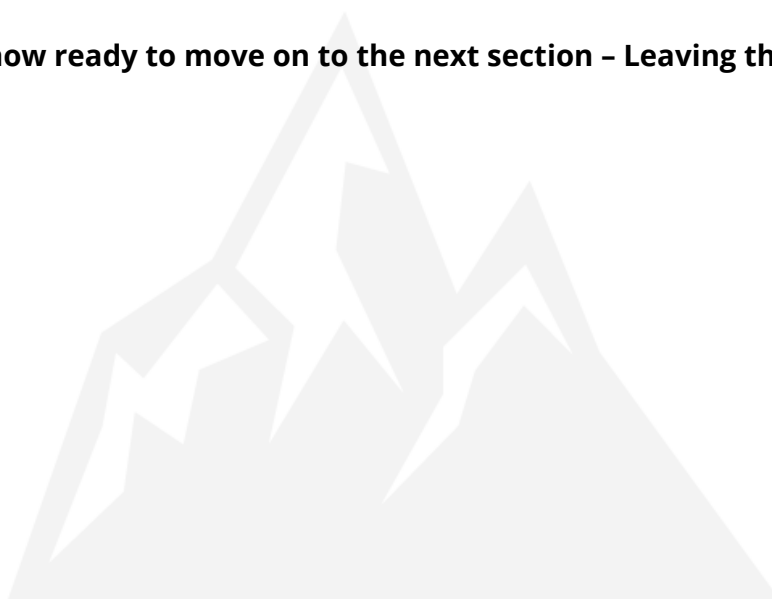 now ready to move on to the next section – Leaving th